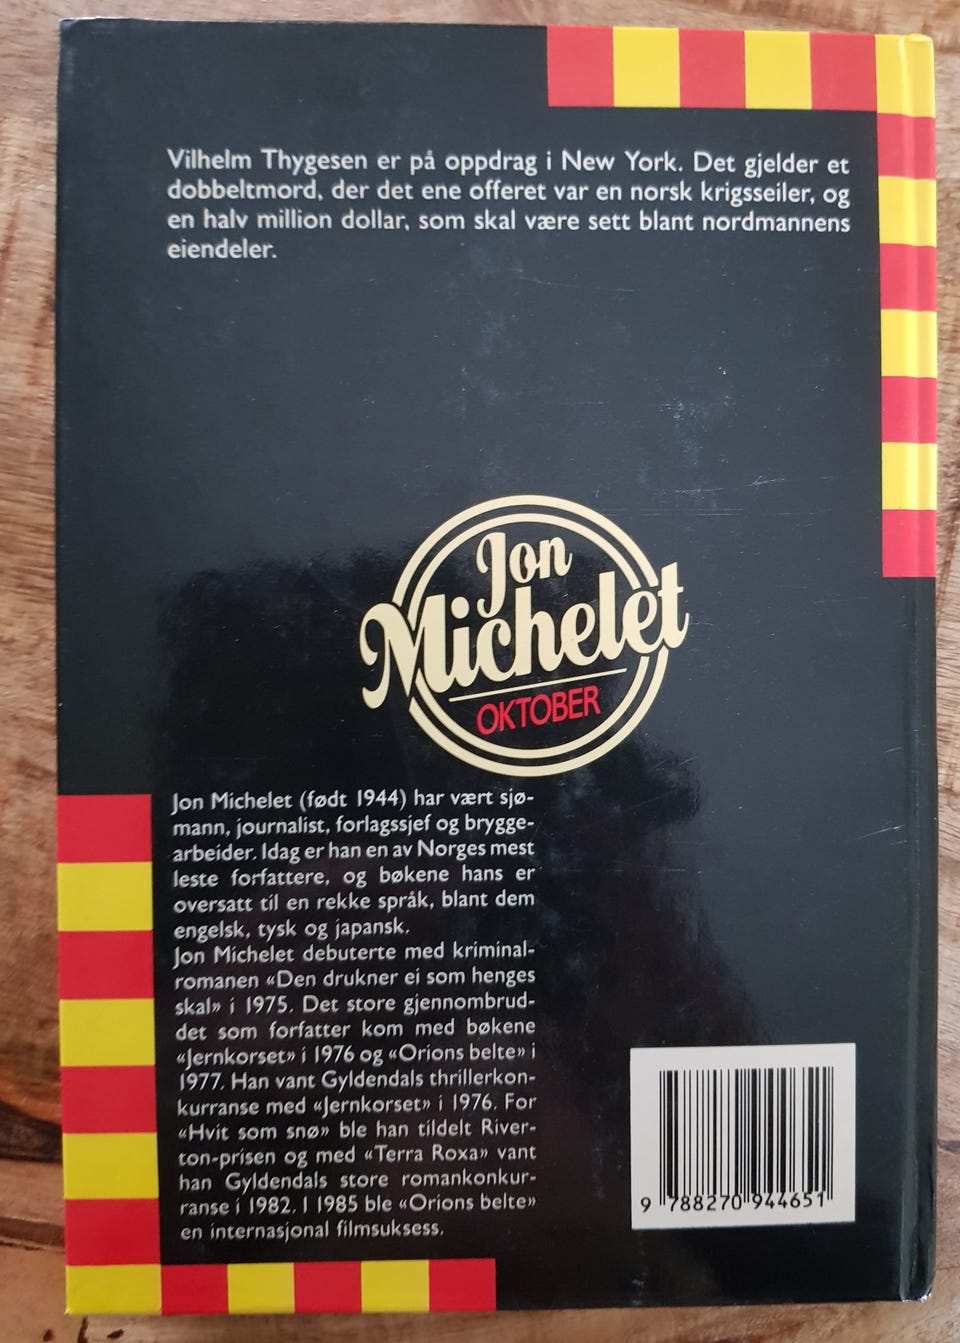 Vilhelm Thygesen er på oppdrag i New York. Det gjelder et
dobbeltmord, der det ene offeret var en norsk krigsseiler, og
en halv million dollar, som skal være sett blant nordmannens
eiendeler.
Jon
Michelet
OKTOBER
Jon Michelet (født 1944) har vært sjø-
mann, journalist, forlagssjef og brygge-
arbeider. Idag er han en av Norges mest
leste forfattere, og bøkene hans er
oversatt til en rekke språk, blant dem
engelsk, tysk og japansk.
Jon Michelet debuterte med kriminal-
romanen «Den drukner ei som henges
skal» i 1975. Det store gjennombrud-
det som forfatter kom med bøkene
«Jernkorset» i 1976 og «Orions belte» i
1977. Han vant Gyldendals thrillerkon-
kurranse med «Jernkorset» i 1976. For
«Hvit som snø» ble han tildelt River-
ton-prisen og med «Terra Roxa» vant
han Gyldendals store romankonkur-
ranse i 1982. I 1985 ble «Orions belte»
en internasjonal filmsuksess.
9 788270 944651